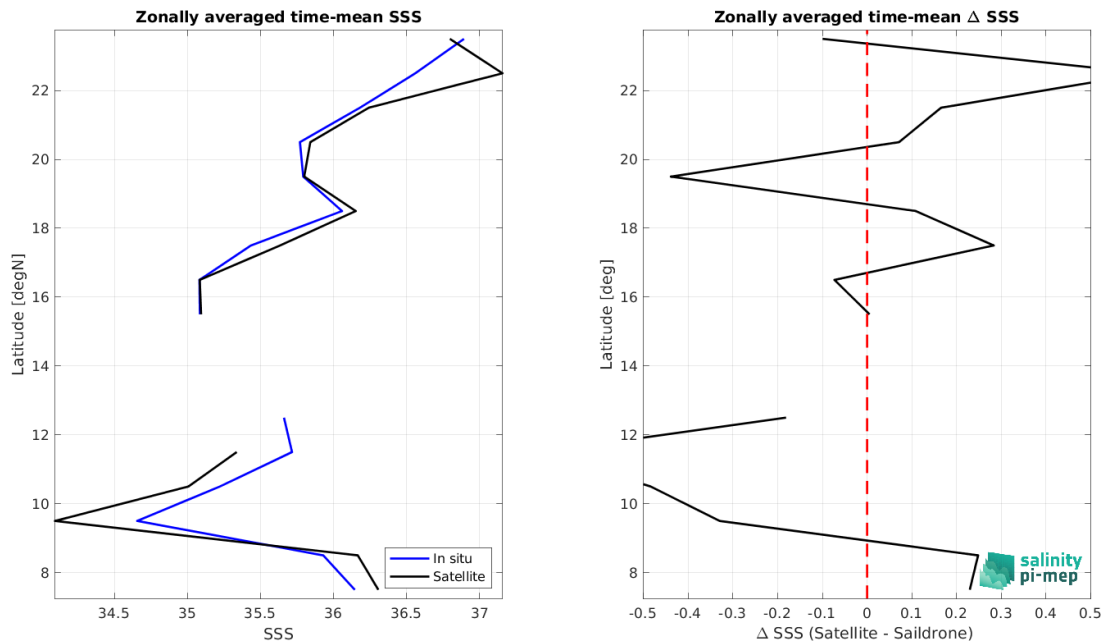 Zonally averaged time-mean SSS
Latitude [degN]
22
20
18
16
14
12
10
8
34.5 35 35.5 36 36.5 37
SSS
In situ
Satellite
Zonally averaged time-mean Δ SSS
Latitude [deg]
22
20
18
16
14
12
10
8
-0.5 -0.4 -0.3 -0.2 -0.1 0 0.1 0.2 0.3 0.4 0.5
Δ SSS (Satellite - Saildrone)
salinity
pi-mep